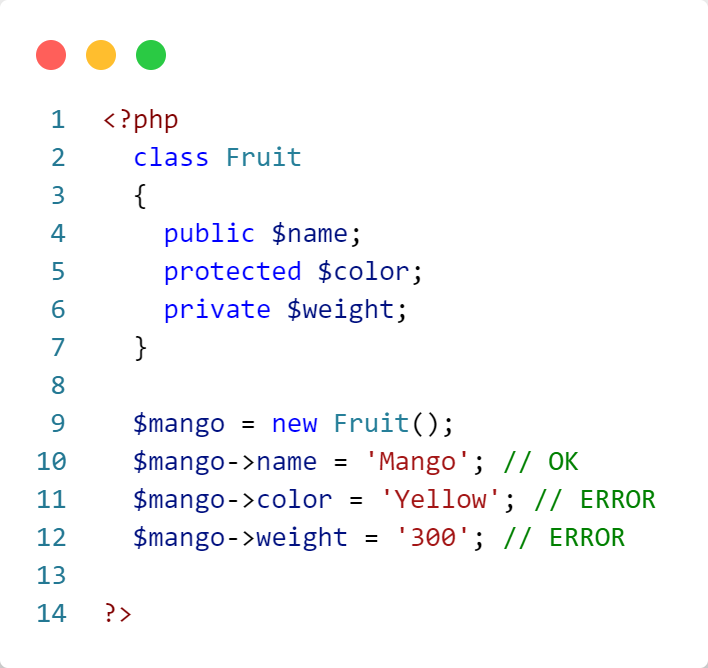 1 <?php
2 class Fruit
3 {
4 public $name;
5 protected $color;
6 private $weight;
7 }
8
9 $mango = new Fruit();
10 $mango->name = 'Mango'; // OK
11 $mango->color = 'Yellow'; // ERROR
12 $mango->weight = '300'; // ERROR
13
14 ?>